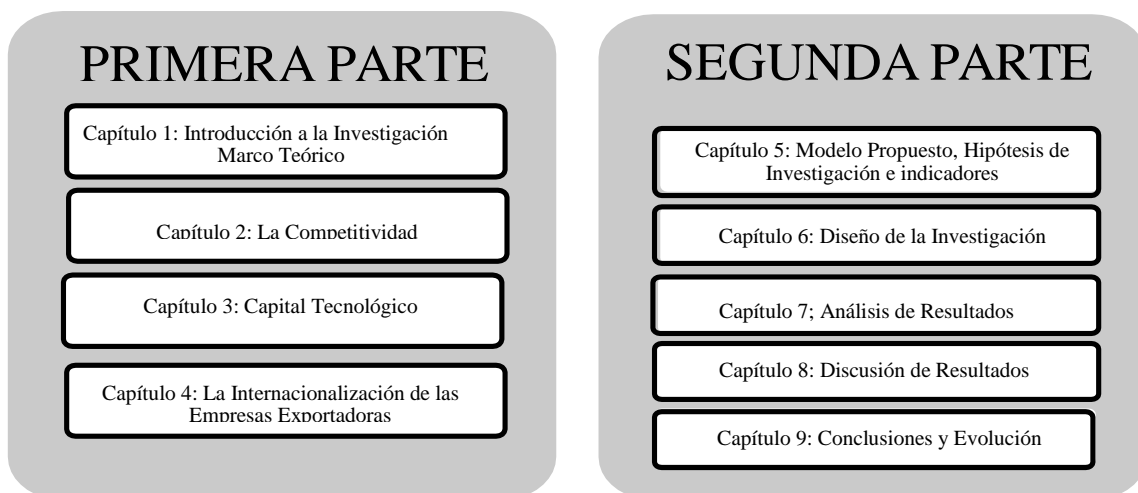 PRIMERA PARTE
Capítulo 1: Introducción a la Investigación
Marco Teórico
Capítulo 2: La Competitividad
Capítulo 3: Capital Tecnológico
Capítulo 4: La Internacionalización de las
Empresas Exportadoras
SEGUNDA PARTE
Capítulo 5: Modelo Propuesto, Hipótesis de
Investigación e indicadores
Capítulo 6: Diseño de la Investigación
Capítulo 7; Análisis de Resultados
Capítulo 8: Discusión de Resultados
Capítulo 9: Conclusiones y Evolución